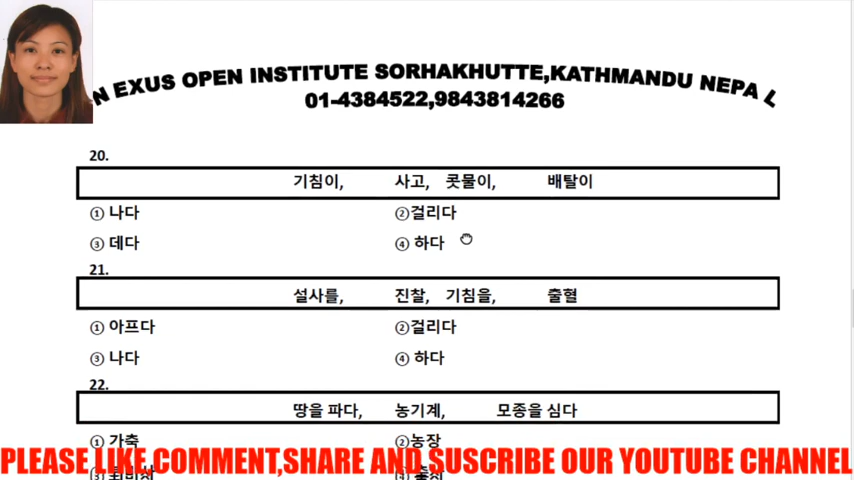 N EXUS OPEN INSTITUTE SORHAKHUTTE,KATHMANDU NEPA L
01-4384522,9843814266
20.
기침이, 사고, 콧물이, 배탈이
① 나다 ②걸리다
③ 데다 ④ 하다
21.
설사를, 진찰, 기침을, 출혈
① 아프다 ②걸리다
③ 나다 ④ 하다
22.
땅을 파다, 농기계, 모종을 심다
① 가축 ②농장
PLEASE LIKE,COMMENT,SHARE AND SUSCRIBE OUR YOUTUBE CHANNEL